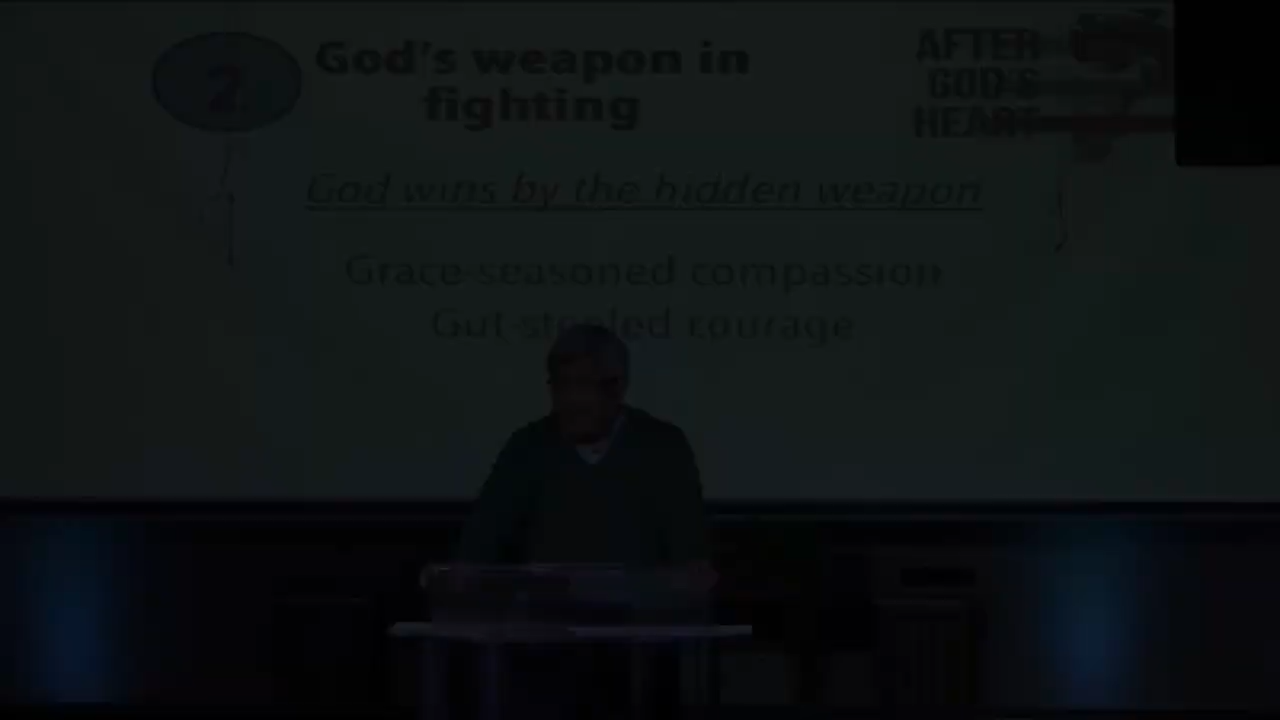 2
God's weapon in
fighting
AFTER
GOD'S
HEART
God wins by the hidden weapon
Grace-seasoned compassion
Gut-steeled courage